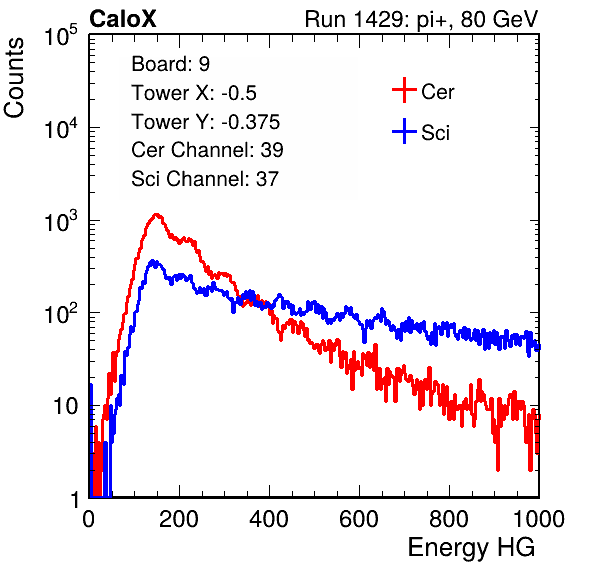 CaloX Run 1429: pi+, 80 GeV
Counts
10^5
10^4
10^3
10^2
10
1
Board: 9
Tower X: -0.5
Tower Y: -0.375
Cer Channel: 39
Sci Channel: 37
Cer
Sci
0 200 400 600 800 1000
Energy HG